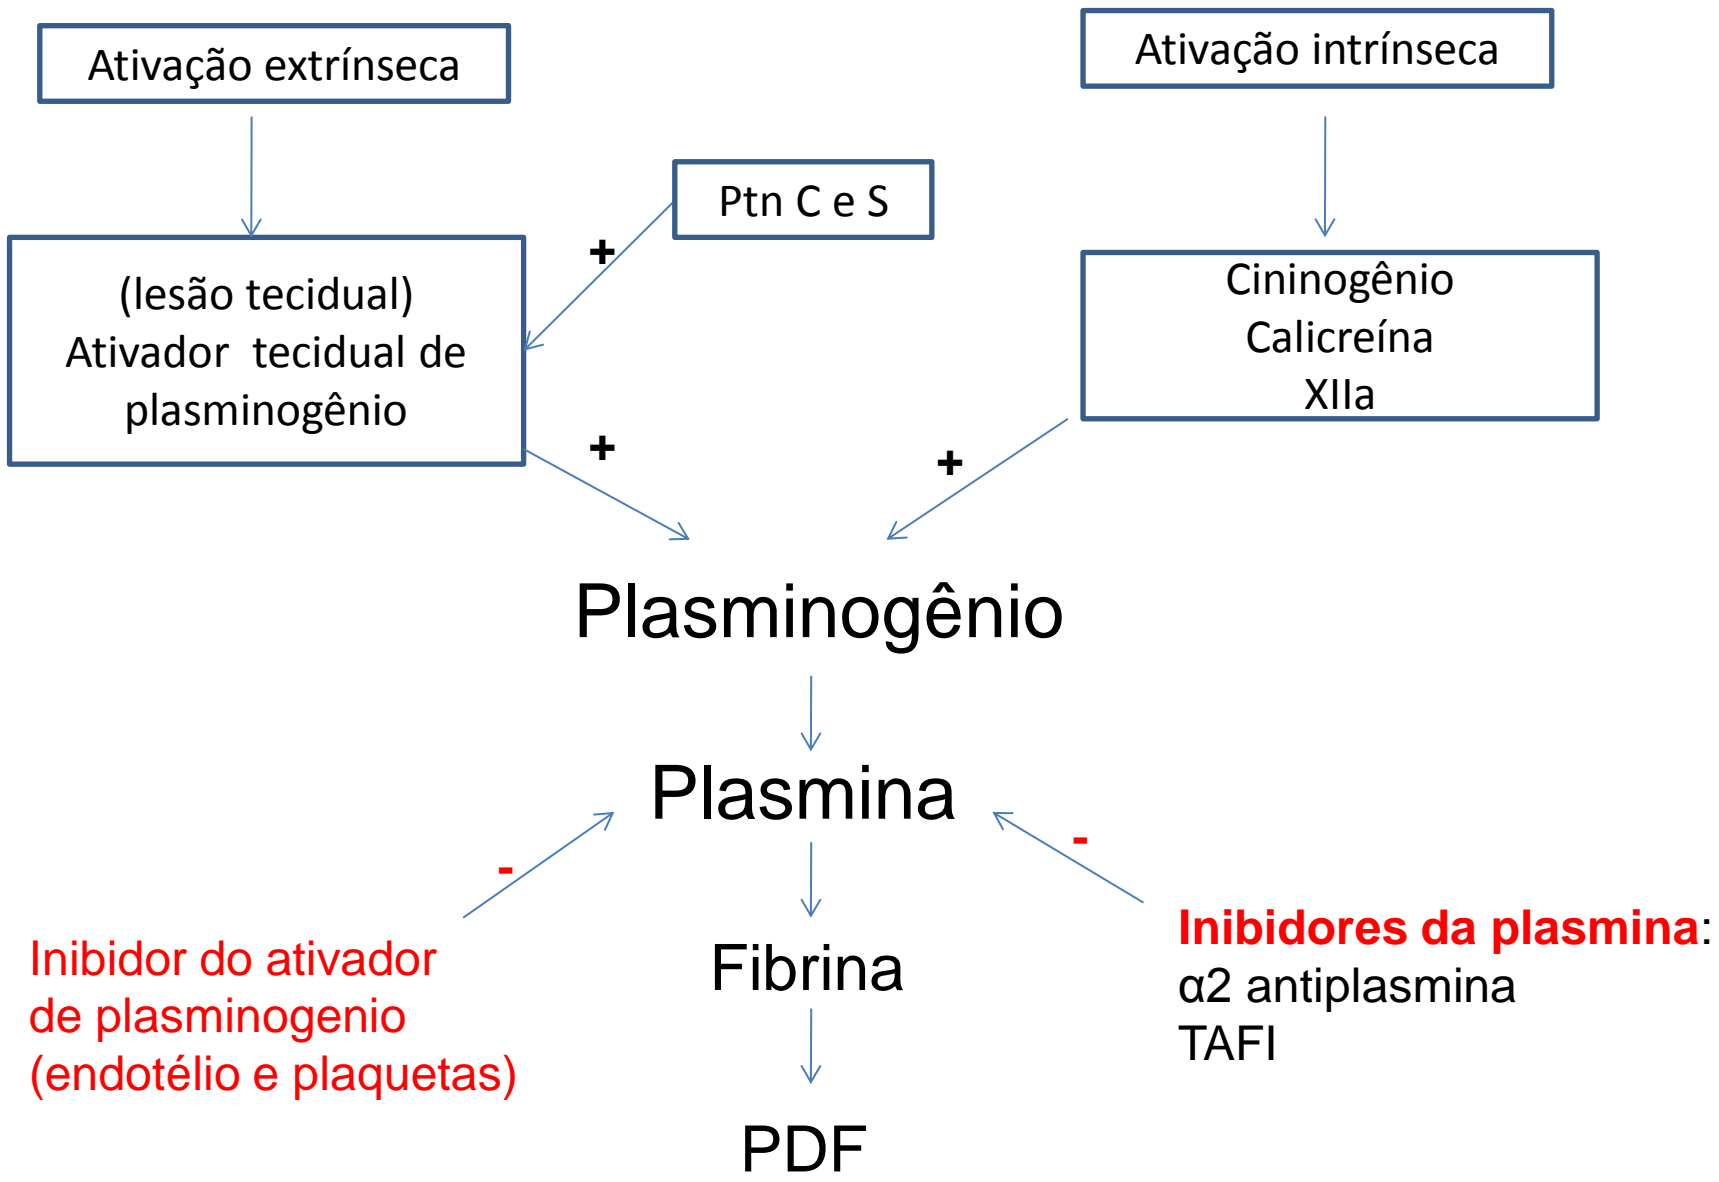 Ativação extrínseca
Ativação intrínseca
Ptn C e S
+
(lesão tecidual)
Ativador tecidual de
plasminogênio
Cininogênio
Calicreína
XIIa
+
+
Plasminogênio
Plasmina
-
-
Inibidor do ativador
de plasminogenio
(endotélio e plaquetas)
Fibrina
Inibidores da plasmina:
α2 antiplasmina
TAFI
PDF